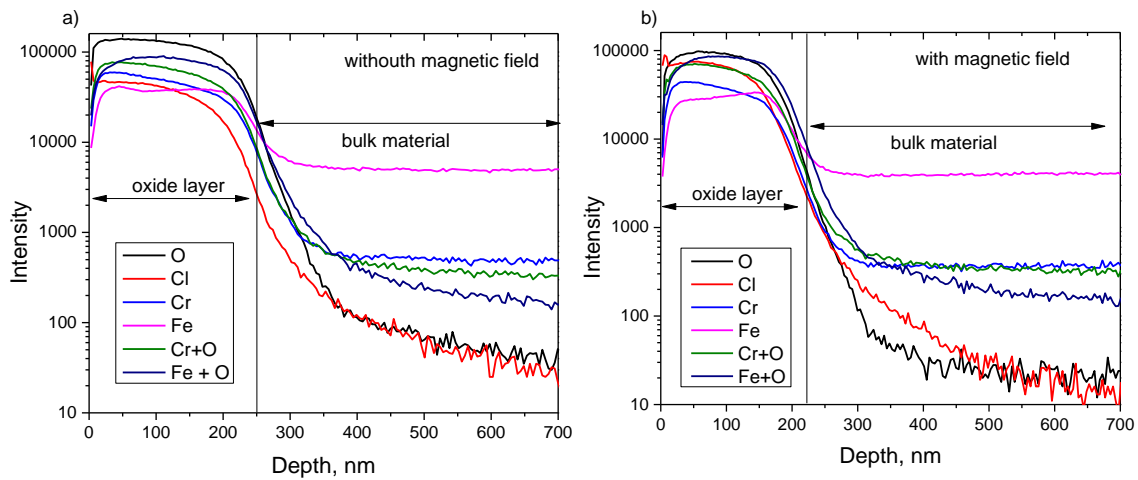 a)
withouth magnetic field
bulk material
oxide layer
O
Cl
Cr
Fe
Cr+O
Fe + O
100000
10000
1000
100
10
Intensity
0 100 200 300 400 500 600 700
Depth, nm
b)
with magnetic field
bulk material
oxide layer
O
Cl
Cr
Fe
Cr+O
Fe+O
100000
10000
1000
100
10
Intensity
0 100 200 300 400 500 600 700
Depth, nm